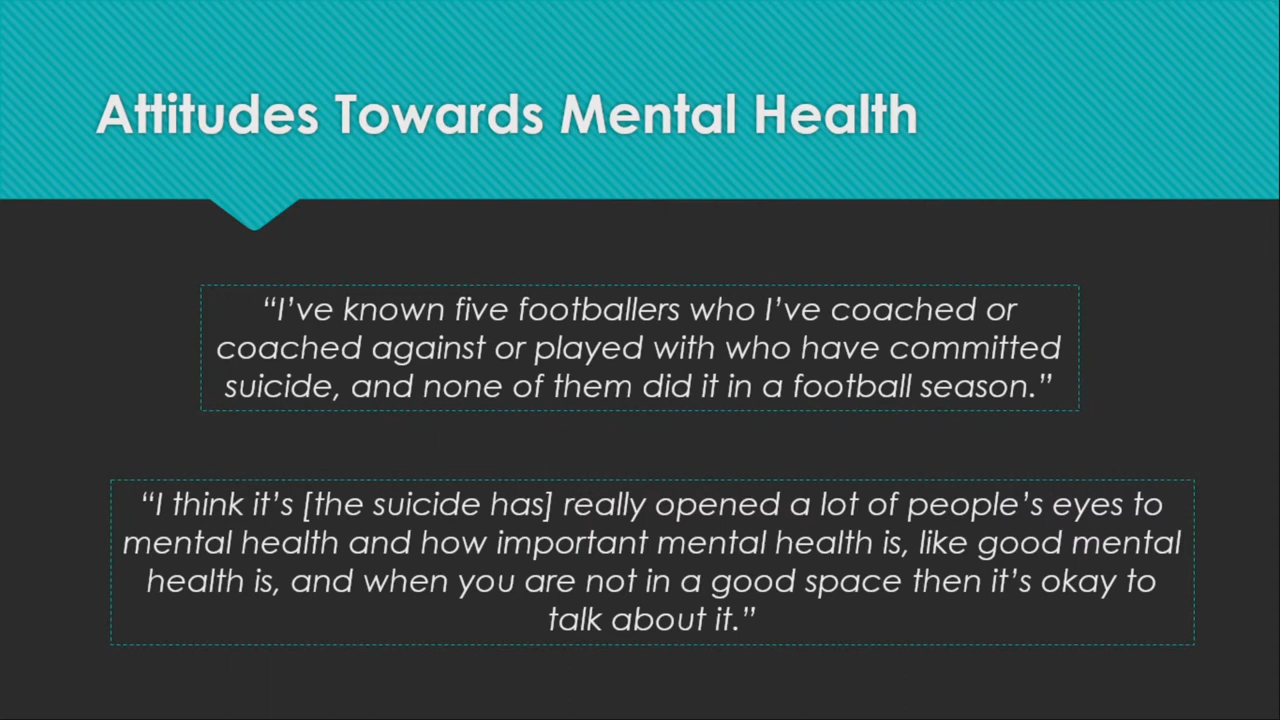 Attitudes Towards Mental Health
“I’ve known five footballers who I’ve coached or
coached against or played with who have committed
suicide, and none of them did it in a football season.”
“I think it’s [the suicide has] really opened a lot of people’s eyes to
mental health and how important mental health is, like good mental
health is, and when you are not in a good space then it’s okay to
talk about it.”